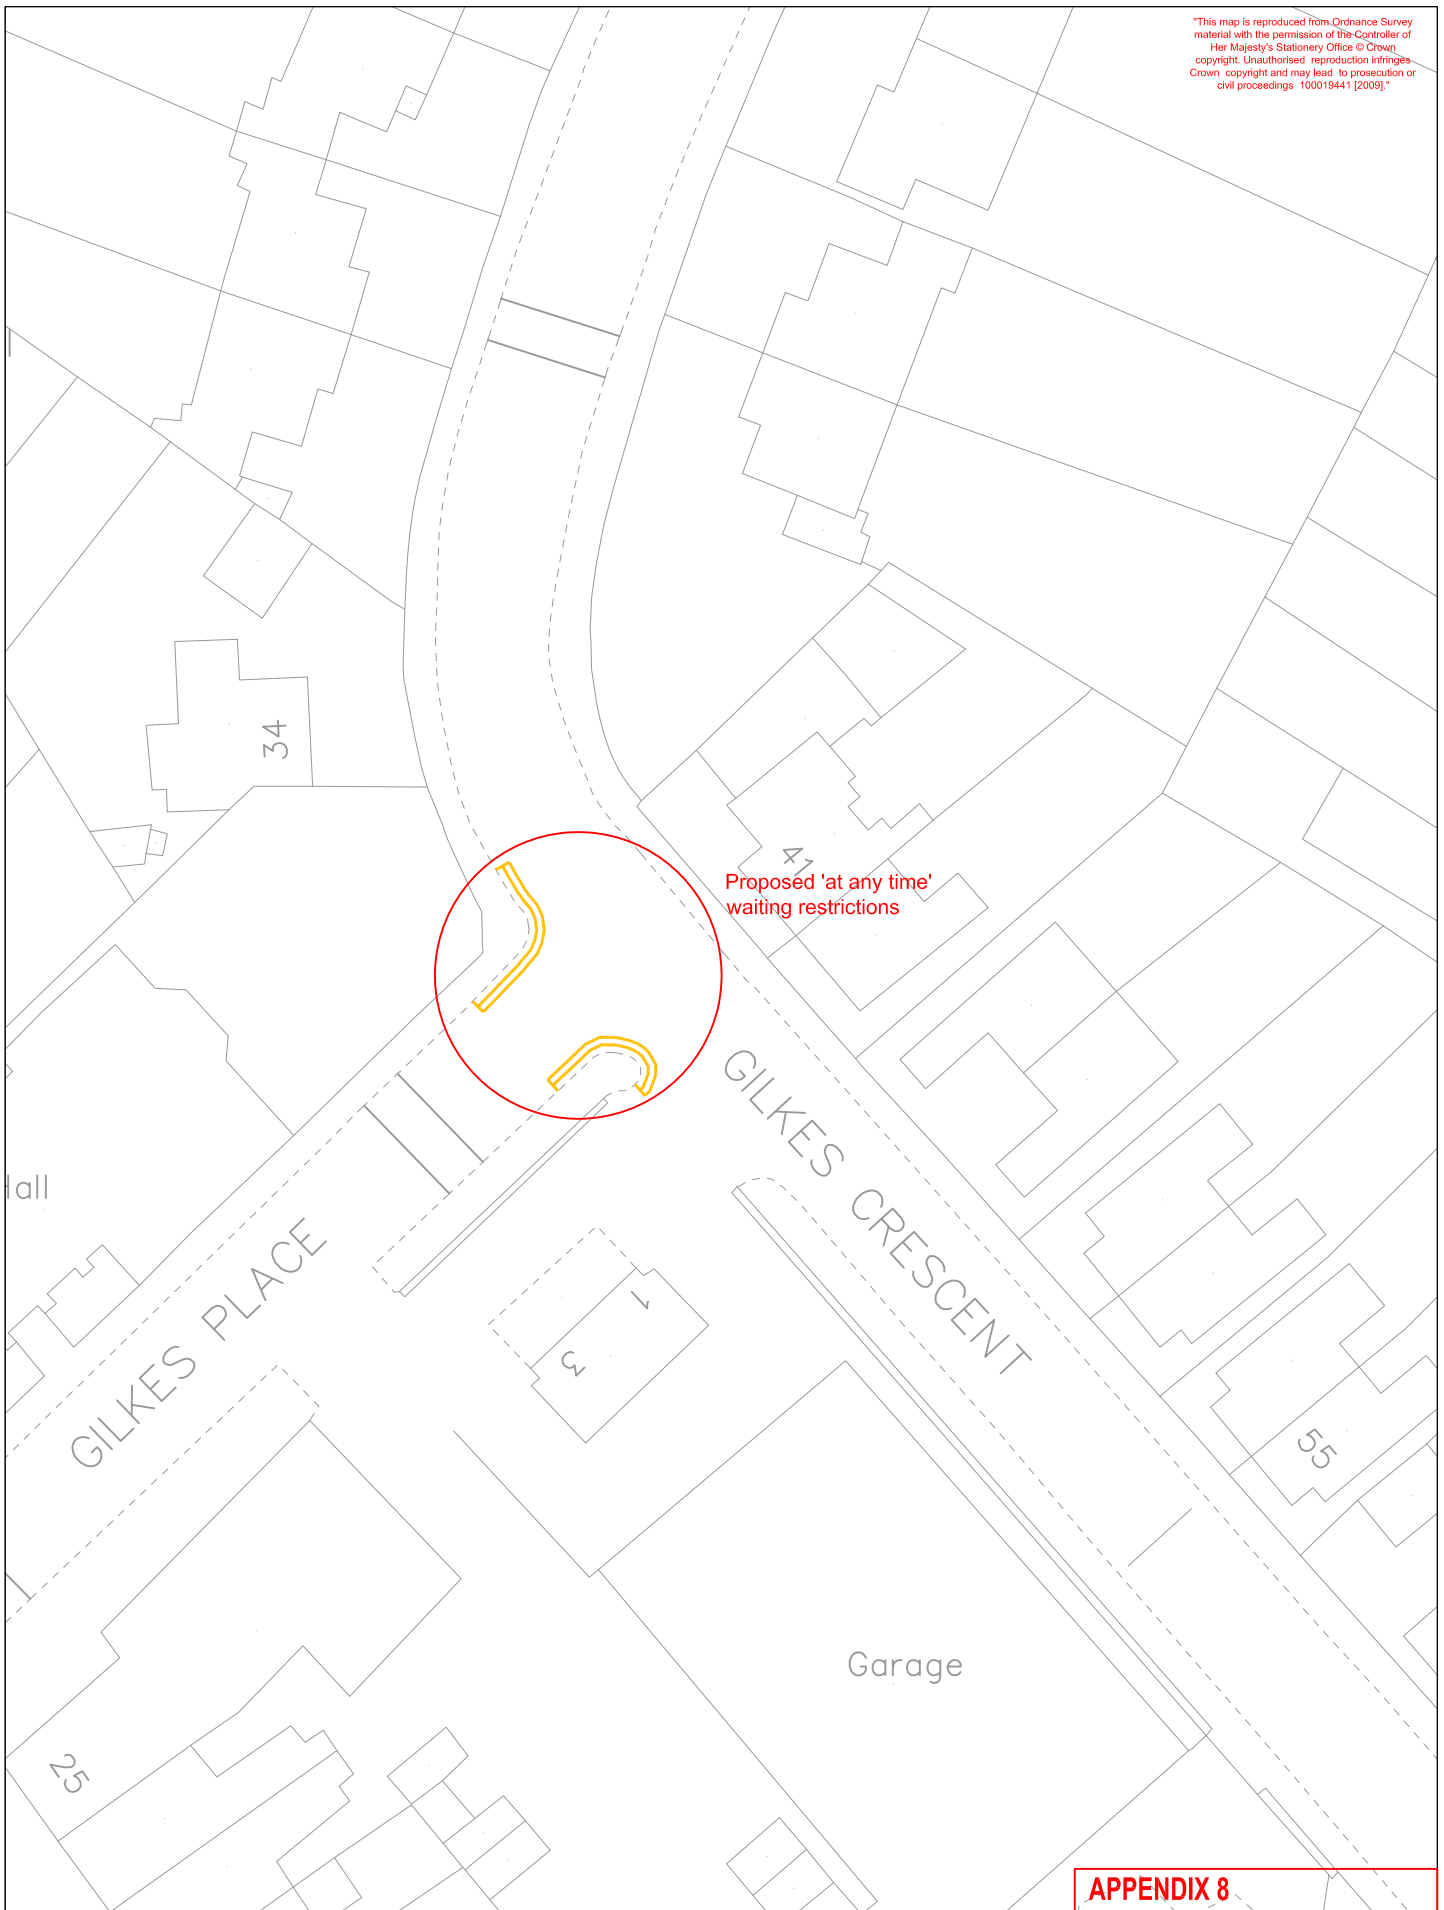 "This map is reproduced from Ordnance Survey
material with the permission of the Controller of
Her Majesty's Stationery Office © Crown
copyright. Unauthorised reproduction infringes
Crown copyright and may lead to prosecution or
civil proceedings 100019441 [2009]."
34
41
Proposed 'at any time'
waiting restrictions
GILKES CRESCENT
Hall
GILKES PLACE
1
3
55
Garage
25
APPENDIX 8